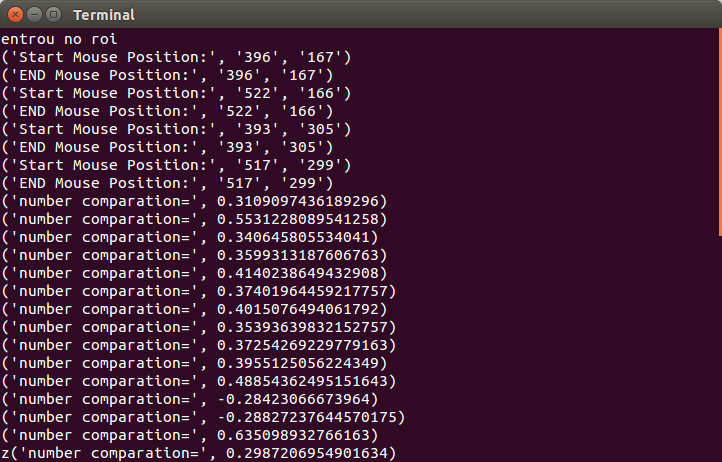 Terminal
entrou no roi
('Start Mouse Position:', '396', '167')
('END Mouse Position:', '396', '167')
('Start Mouse Position:', '522', '166')
('END Mouse Position:', '522', '166')
('Start Mouse Position:', '393', '305')
('END Mouse Position:', '393', '305')
('Start Mouse Position:', '517', '299')
('END Mouse Position:', '517', '299')
('number comparation=', 0.3109097436189296)
('number comparation=', 0.5531228089541258)
('number comparation=', 0.340645805534041)
('number comparation=', 0.3599313187606763)
('number comparation=', 0.4140238649432908)
('number comparation=', 0.37401964459217757)
('number comparation=', 0.4015076494061792)
('number comparation=', 0.35393639832152757)
('number comparation=', 0.37254269229779163)
('number comparation=', 0.3955125056224349)
('number comparation=', 0.48854362495151643)
('number comparation=', -0.28423066673964)
('number comparation=', -0.28827237644570175)
('number comparation=', 0.635098932766163)
z('number comparation=', 0.2987206954901634)